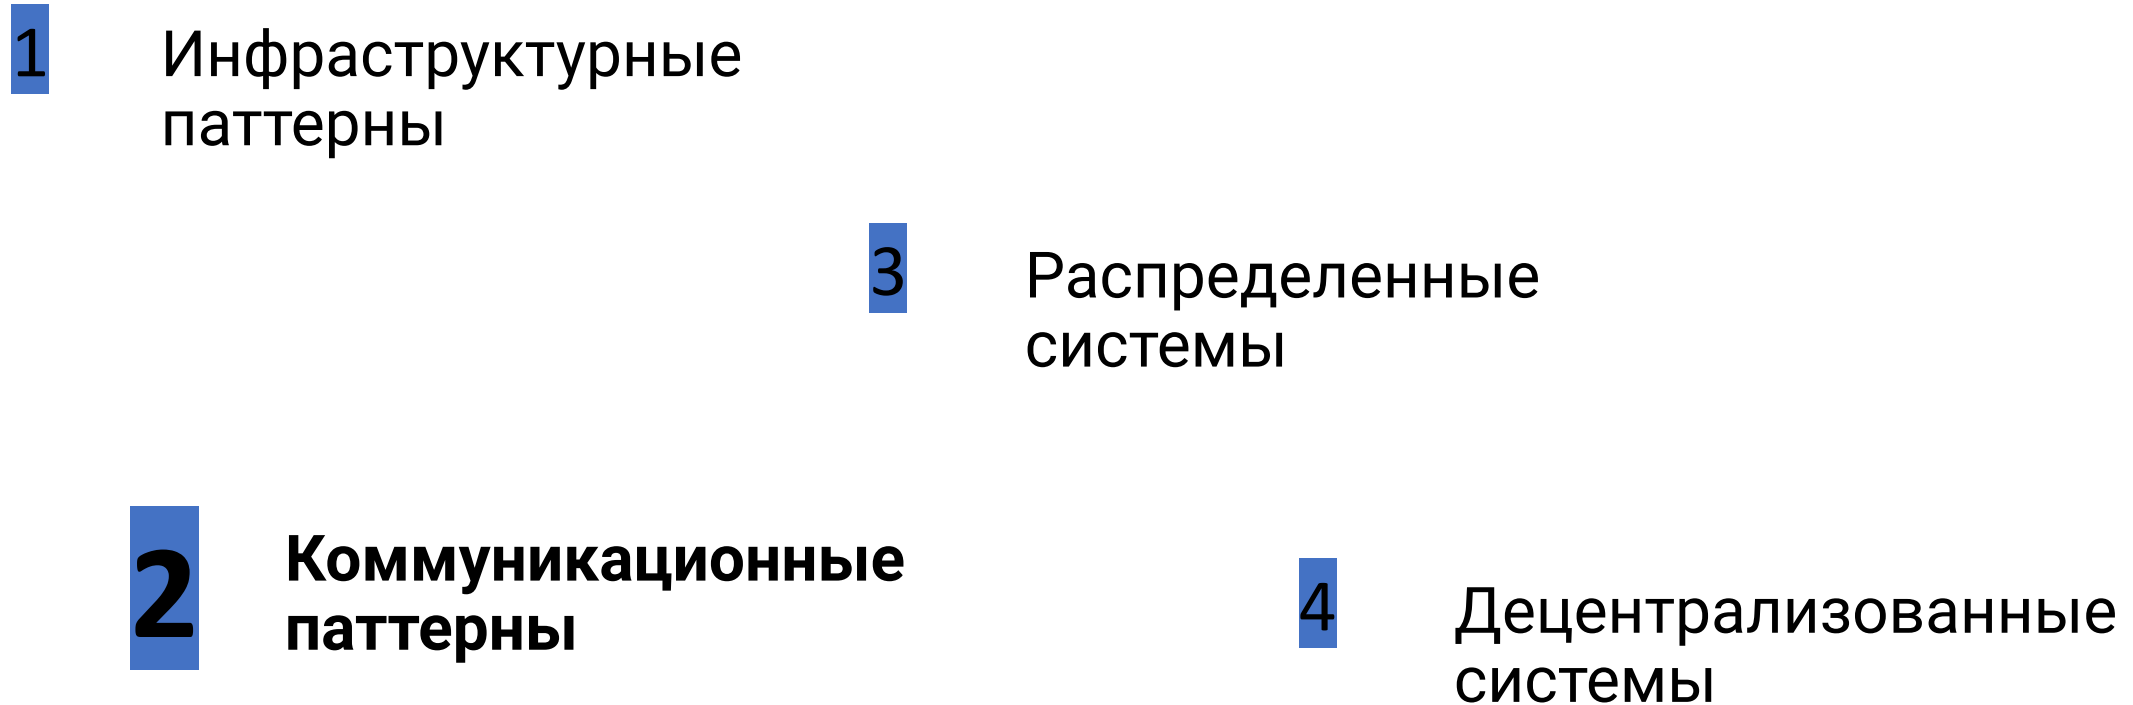 1
Инфраструктурные
паттерны
3
Распределенные
системы
2
Коммуникационные
паттерны
4
Децентрализованные
системы